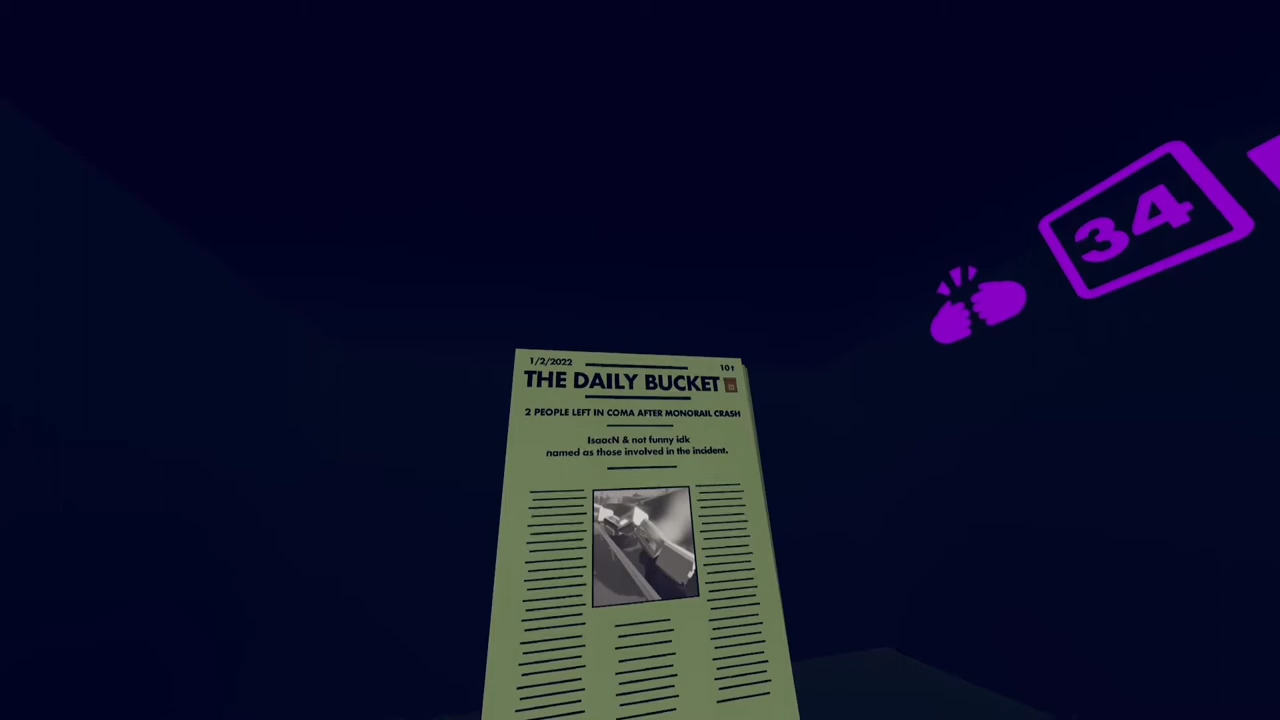 34
1/2/2022
10t
THE DAILY BUCKET
2 PEOPLE LEFT IN COMA AFTER MONORAIL CRASH
IsaacN & not funny idk
named as those involved in the incident.